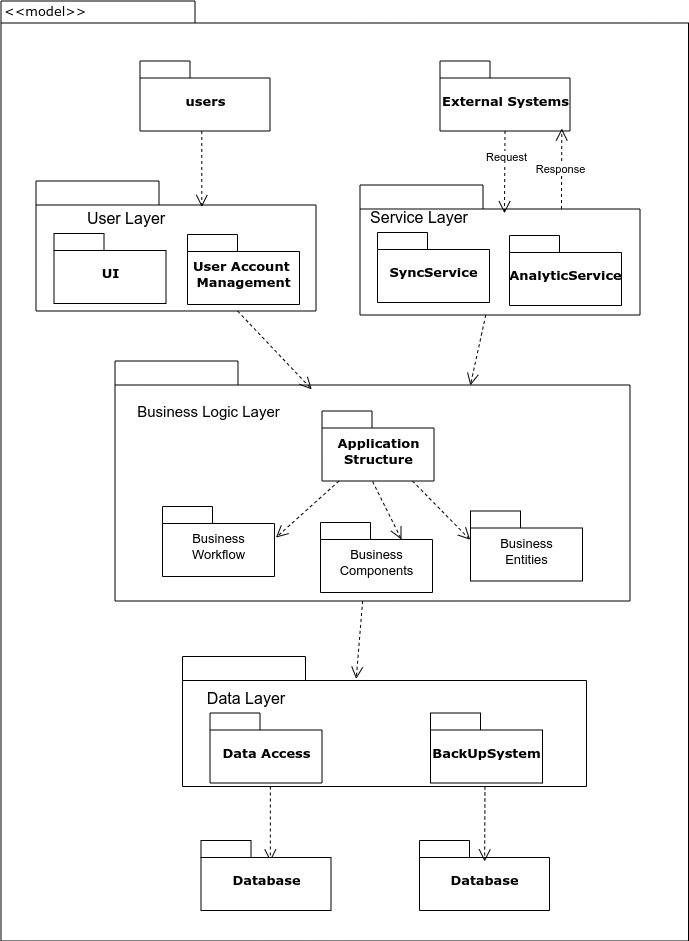 <<model>>
users
External Systems
Request
Response
User Layer
UI
User Account
Management
Service Layer
SyncService
AnalyticService
Business Logic Layer
Application
Structure
Business
Workflow
Business
Components
Business
Entities
Data Layer
Data Access
BackUpSystem
Database
Database